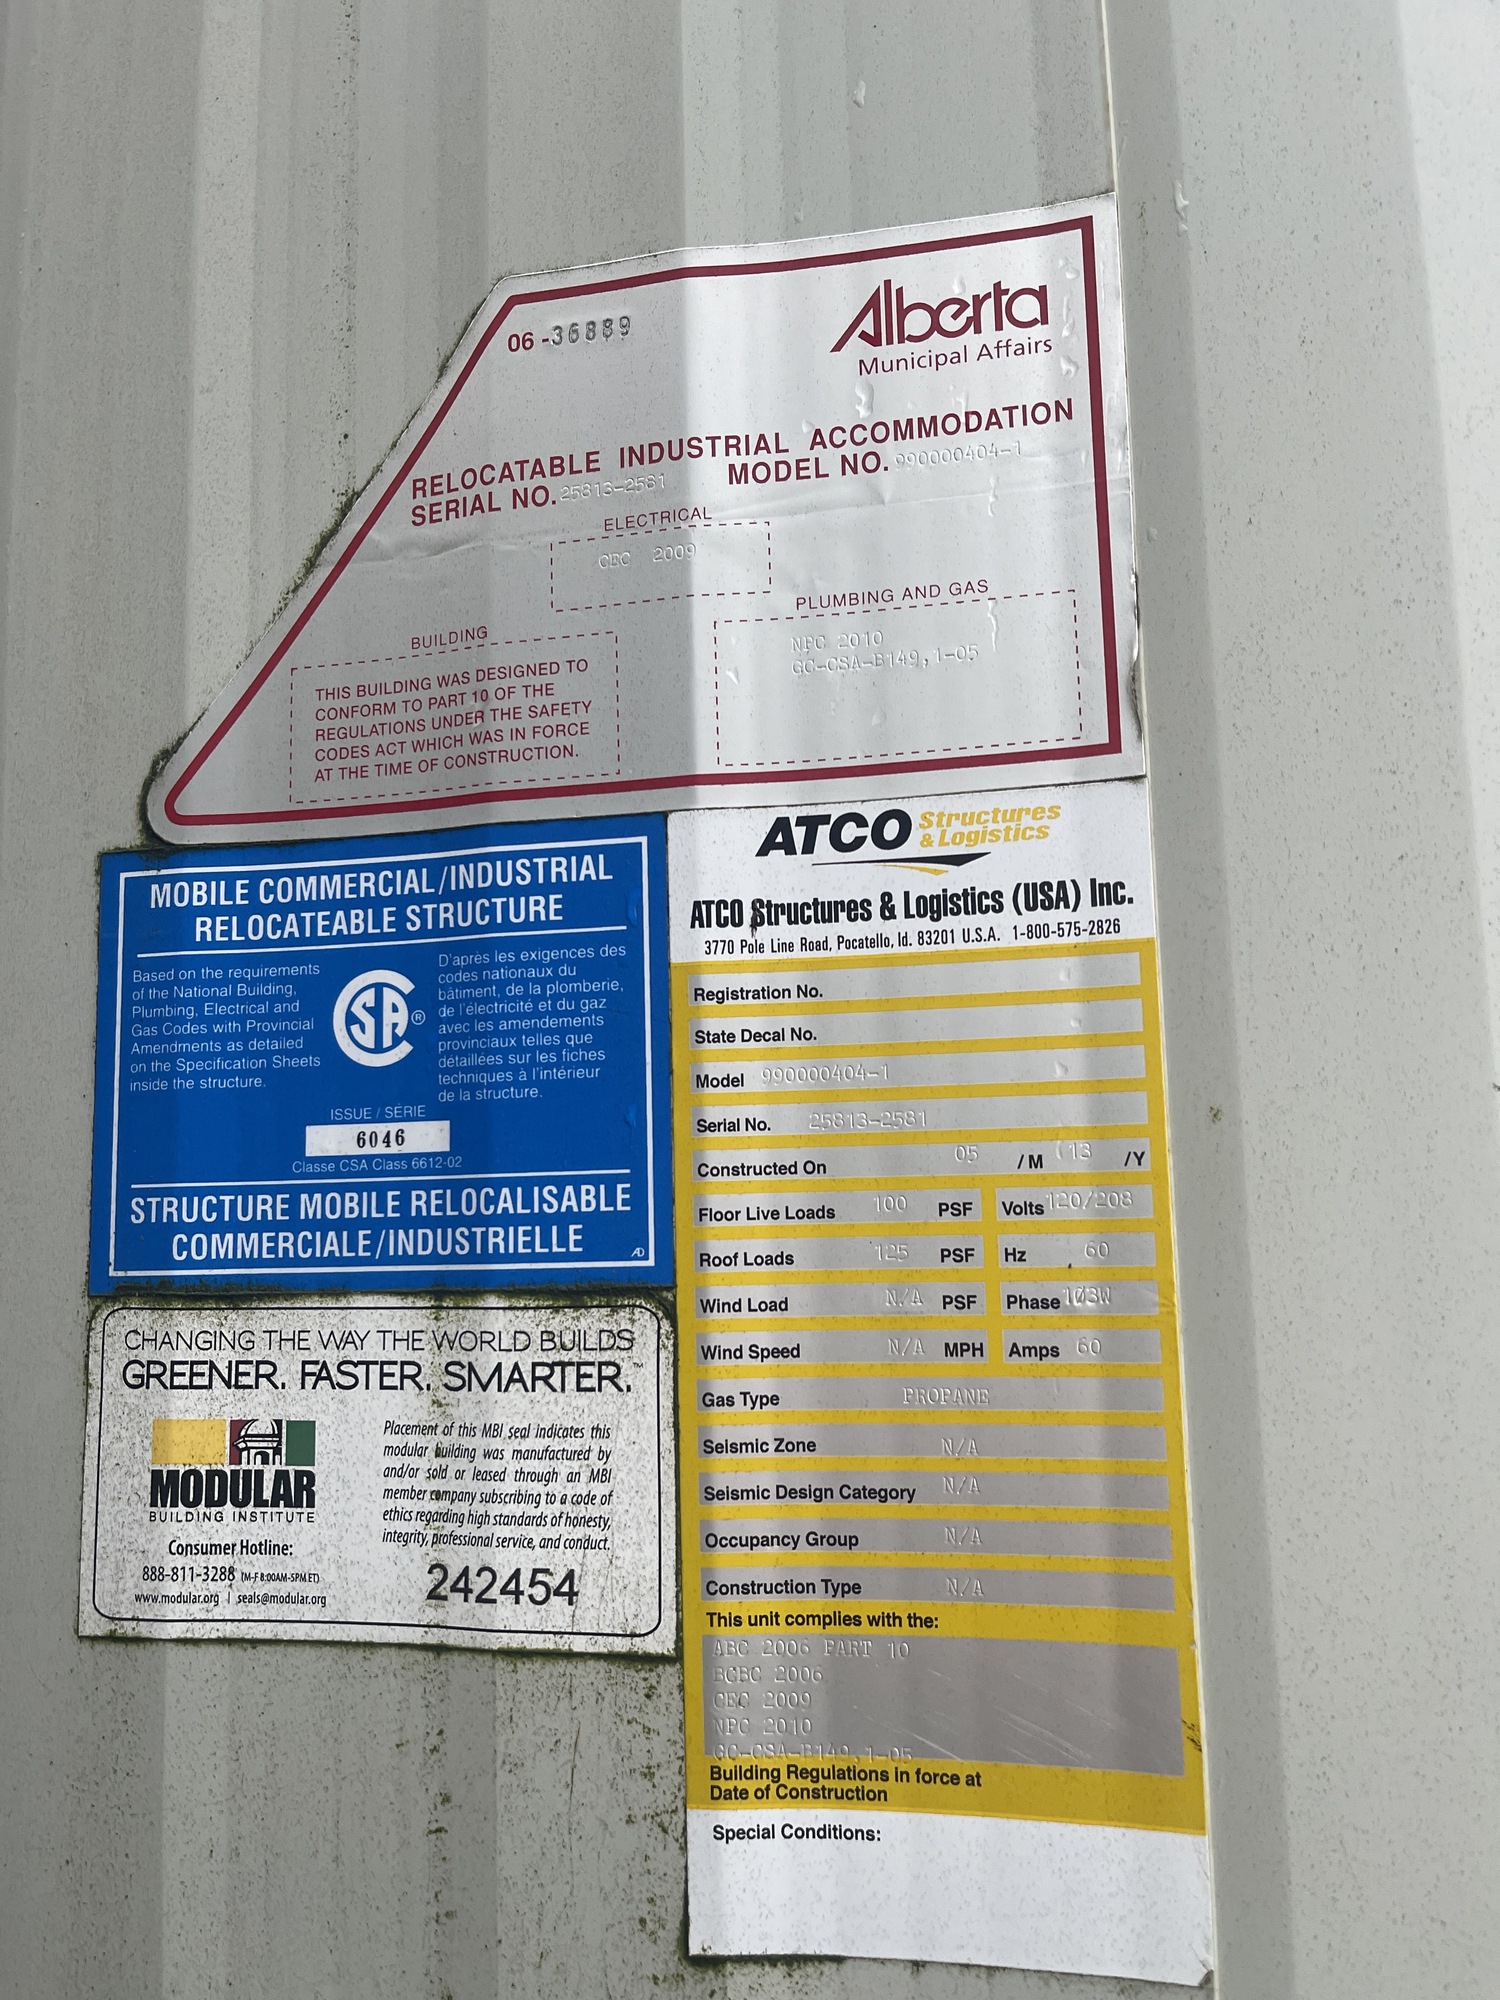 06 -36889
Alberta
Municipal Affairs
RELOCATABLE INDUSTRIAL ACCOMMODATION
SERIAL NO. 25813-2581 MODEL NO. 990000404-1
ELECTRICAL
CEC 2009
PLUMBING AND GAS
NPC 2010
GC-CSA-B149,1-05
BUILDING
THIS BUILDING WAS DESIGNED TO
CONFORM TO PART 10 OF THE
REGULATIONS UNDER THE SAFETY
CODES ACT WHICH WAS IN FORCE
AT THE TIME OF CONSTRUCTION.
MOBILE COMMERCIAL/INDUSTRIAL
RELOCATEABLE STRUCTURE
Based on the requirements
of the National Building,
Plumbing, Electrical and
Gas Codes with Provincial
Amendments as detailed
on the Specification Sheets
inside the structure.
CSA®
D'après les exigences des
codes nationaux du
bâtiment, de la plomberie,
de l'électricité et du gaz
avec les amendements
provinciaux telles que
détaillées sur les fiches
techniques à l'intérieur
de la structure.
ISSUE / SÉRIE
6046
Classe CSA Class 6612-02
STRUCTURE MOBILE RELOCALISABLE
COMMERCIALE/INDUSTRIELLE
AD
CHANGING THE WAY THE WORLD BUILDS
GREENER. FASTER. SMARTER.™
MODULAR
BUILDING INSTITUTE
Consumer Hotline:
888-811-3288 (M-F 8:00AM-5PM ET)
www.modular.org | seals@modular.org
Placement of this MBI seal indicates this
modular building was manufactured by
and/or sold or leased through an MBI
member company subscribing to a code of
ethics regarding high standards of honesty,
integrity, professional service, and conduct.
242454
ATCO Structures
& Logistics
ATCO Structures & Logistics (USA) Inc.
3770 Pole Line Road, Pocatello, Id. 83201 U.S.A. 1-800-575-2826
Registration No.
State Decal No.
Model 990000404-1
Serial No. 25813-2581
Constructed On 05 /M 13 /Y
Floor Live Loads 100 PSF Volts 120/208
Roof Loads 125 PSF Hz 60
Wind Load N/A PSF Phase 1Ø3W
Wind Speed N/A MPH Amps 60
Gas Type PROPANE
Seismic Zone N/A
Seismic Design Category N/A
Occupancy Group N/A
Construction Type N/A
This unit complies with the:
ABC 2006 PART 10
BCBC 2006
CEC 2009
NPC 2010
GC-CSA-B149,1-05
Building Regulations in force at
Date of Construction
Special Conditions: